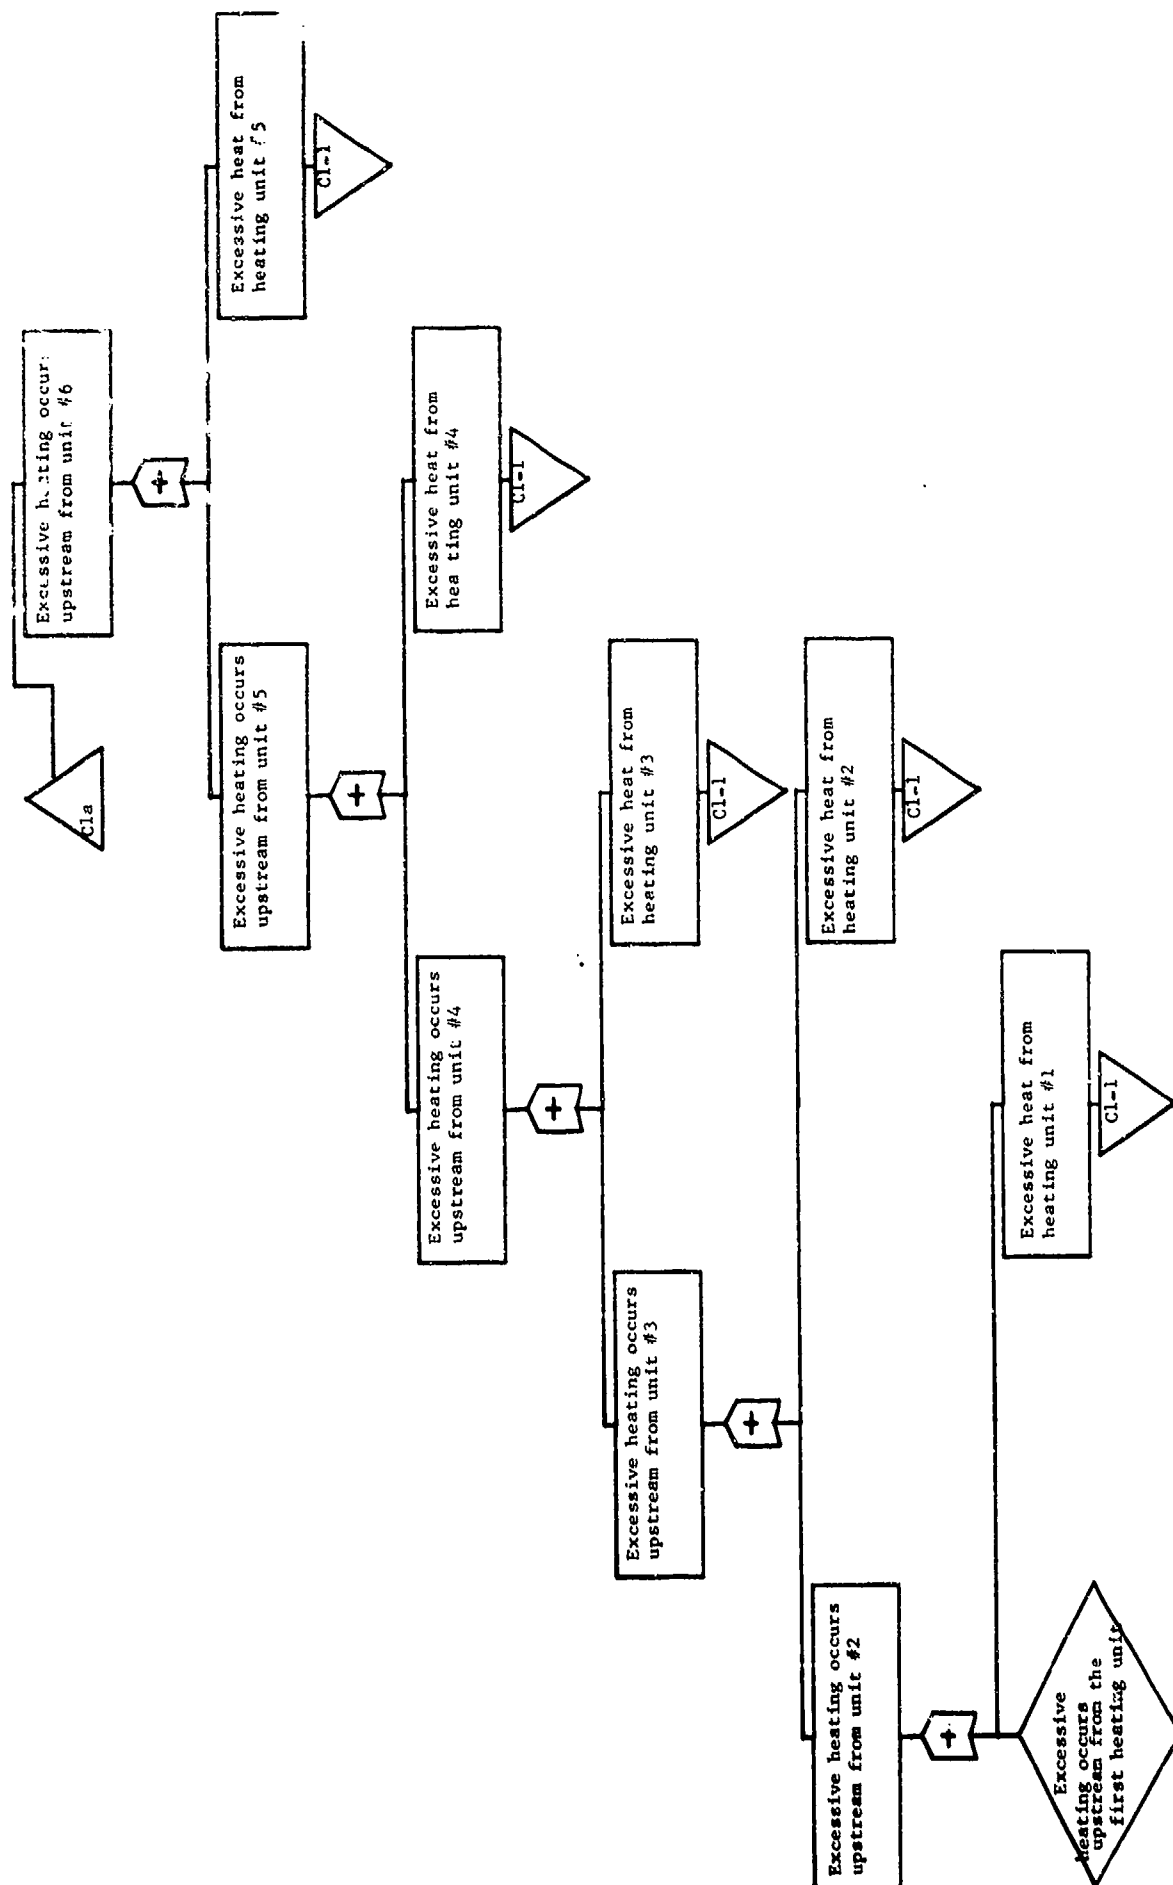 C1a
Excessive heating occurs
upstream from unit #6
Excessive heating occurs
upstream from unit #5
Excessive heat from
heating unit #5
C1-1
Excessive heating occurs
upstream from unit #4
Excessive heat from
hea ting unit #4
C1-1
Excessive heating occurs
upstream from unit #3
Excessive heat from
heating unit #3
C1-1
Excessive heating occurs
upstream from unit #2
Excessive heat from
heating unit #2
C1-1
Excessive
heating occurs
upstream from the
first heating unit
Excessive heat from
heating unit #1
C1-1